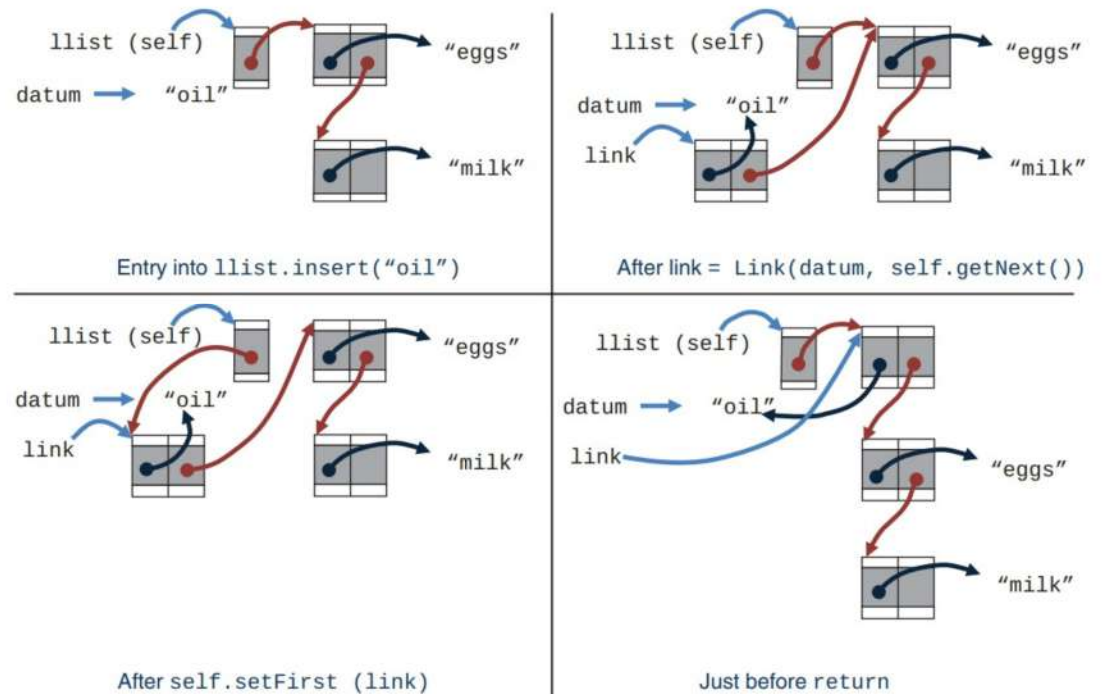 llist (self)
"eggs"
datum
"oil"
"milk"
Entry into llist.insert(“oil”)
llist (self)
"eggs"
datum
"oil"
link
"milk"
After link = Link(datum, self.getNext())
llist (self)
"eggs"
datum
"oil"
link
"milk"
After self.setFirst (link)
llist (self)
datum
"oil"
link
"eggs"
"milk"
Just before return